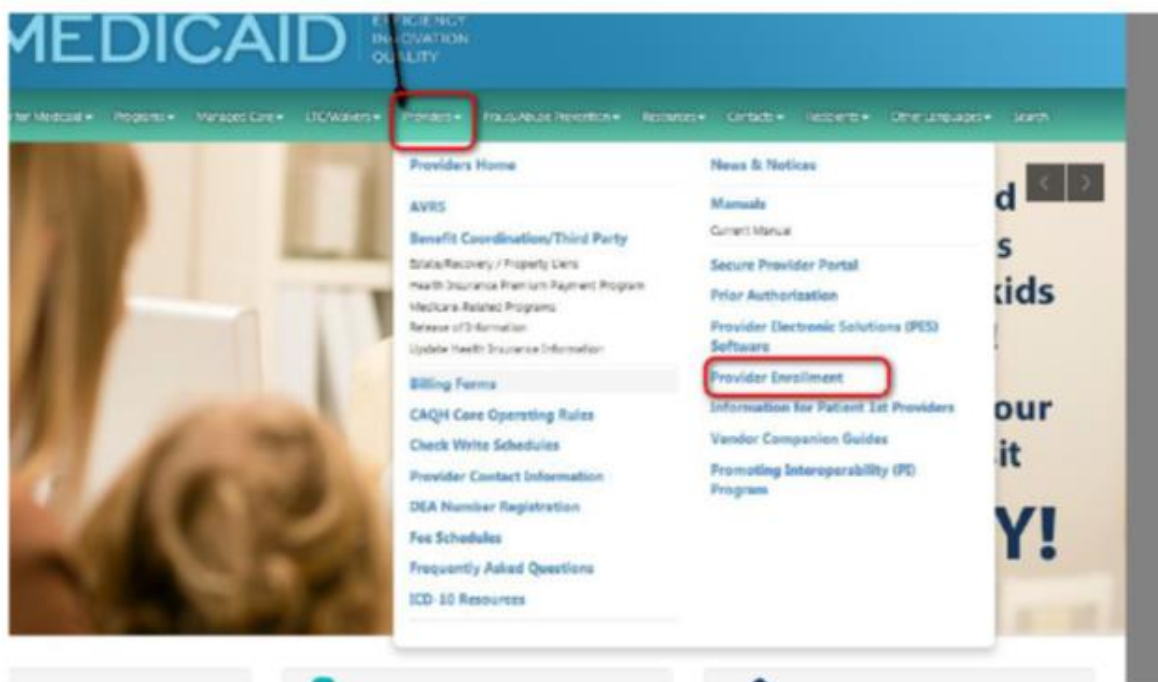 MEDICAID
EFFICIENCY
INNOVATION
QUALITY
for Medicaid
Programs
Managed Care
LTC/Waivers
Providers
Fraud/Abuse Prevention
Resources
Contacts
Recipients
Other Languages
Search
Providers Home
AVRS
Benefit Coordination/Third Party
Estate/Recovery / Property Liens
Health Insurance Premium Payment Program
Medicare-Related Programs
Release of Information
Update Health Insurance Information
Billing Forms
CAQH Core Operating Rules
Check Write Schedules
Provider Contact Information
DEA Number Registration
Fee Schedules
Frequently Asked Questions
ICD-10 Resources
News & Notices
Manuals
Current Manual
Secure Provider Portal
Prior Authorization
Provider Electronic Solutions (PES)
Software
Provider Enrollment
Information for Patient 1st Providers
Vendor Companion Guides
Promoting Interoperability (PI)
Program
d
s
kids
our
it
Y!